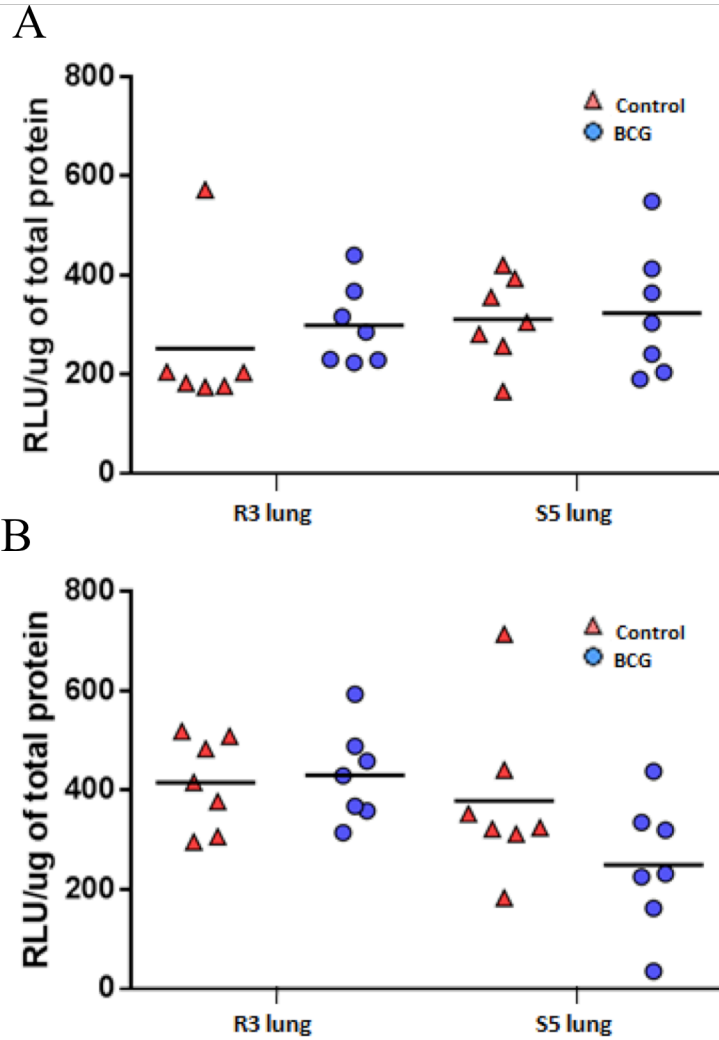 A
800
600
400
200
0
RLU/ug of total protein
Control
BCG
R3 lung
S5 lung
B
800
600
400
200
0
RLU/ug of total protein
Control
BCG
R3 lung
S5 lung